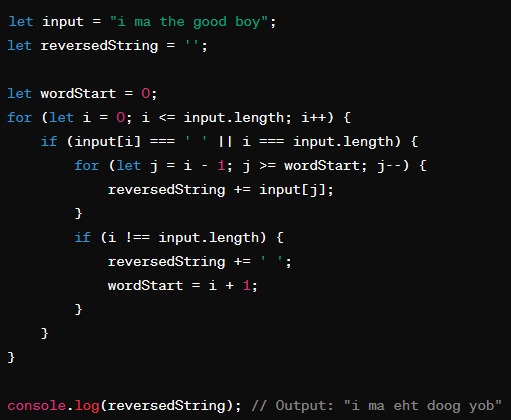 let input = "i ma the good boy";
let reversedString = '';

let wordStart = 0;
for (let i = 0; i <= input.length; i++) {
    if (input[i] === ' ' || i === input.length) {
        for (let j = i - 1; j >= wordStart; j--) {
            reversedString += input[j];
        }
        if (i !== input.length) {
            reversedString += ' ';
            wordStart = i + 1;
        }
    }
}

console.log(reversedString); // Output: "i ma eht doog yob"